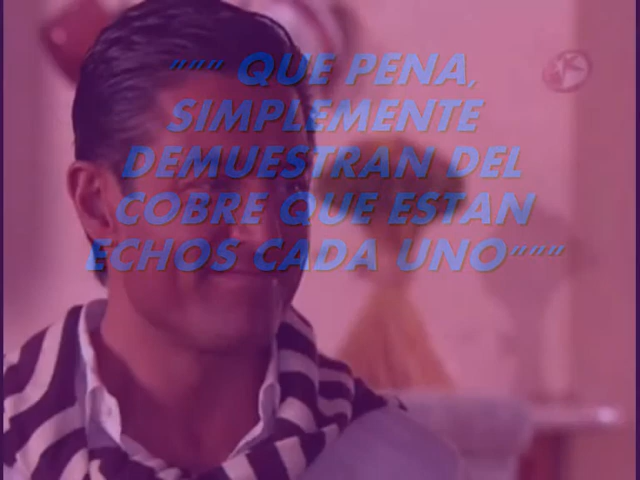 """ QUE PENA,
SIMPLEMENTE
DEMUESTRAN DEL
COBRE QUE ESTAN
ECHOS CADA UNO"""